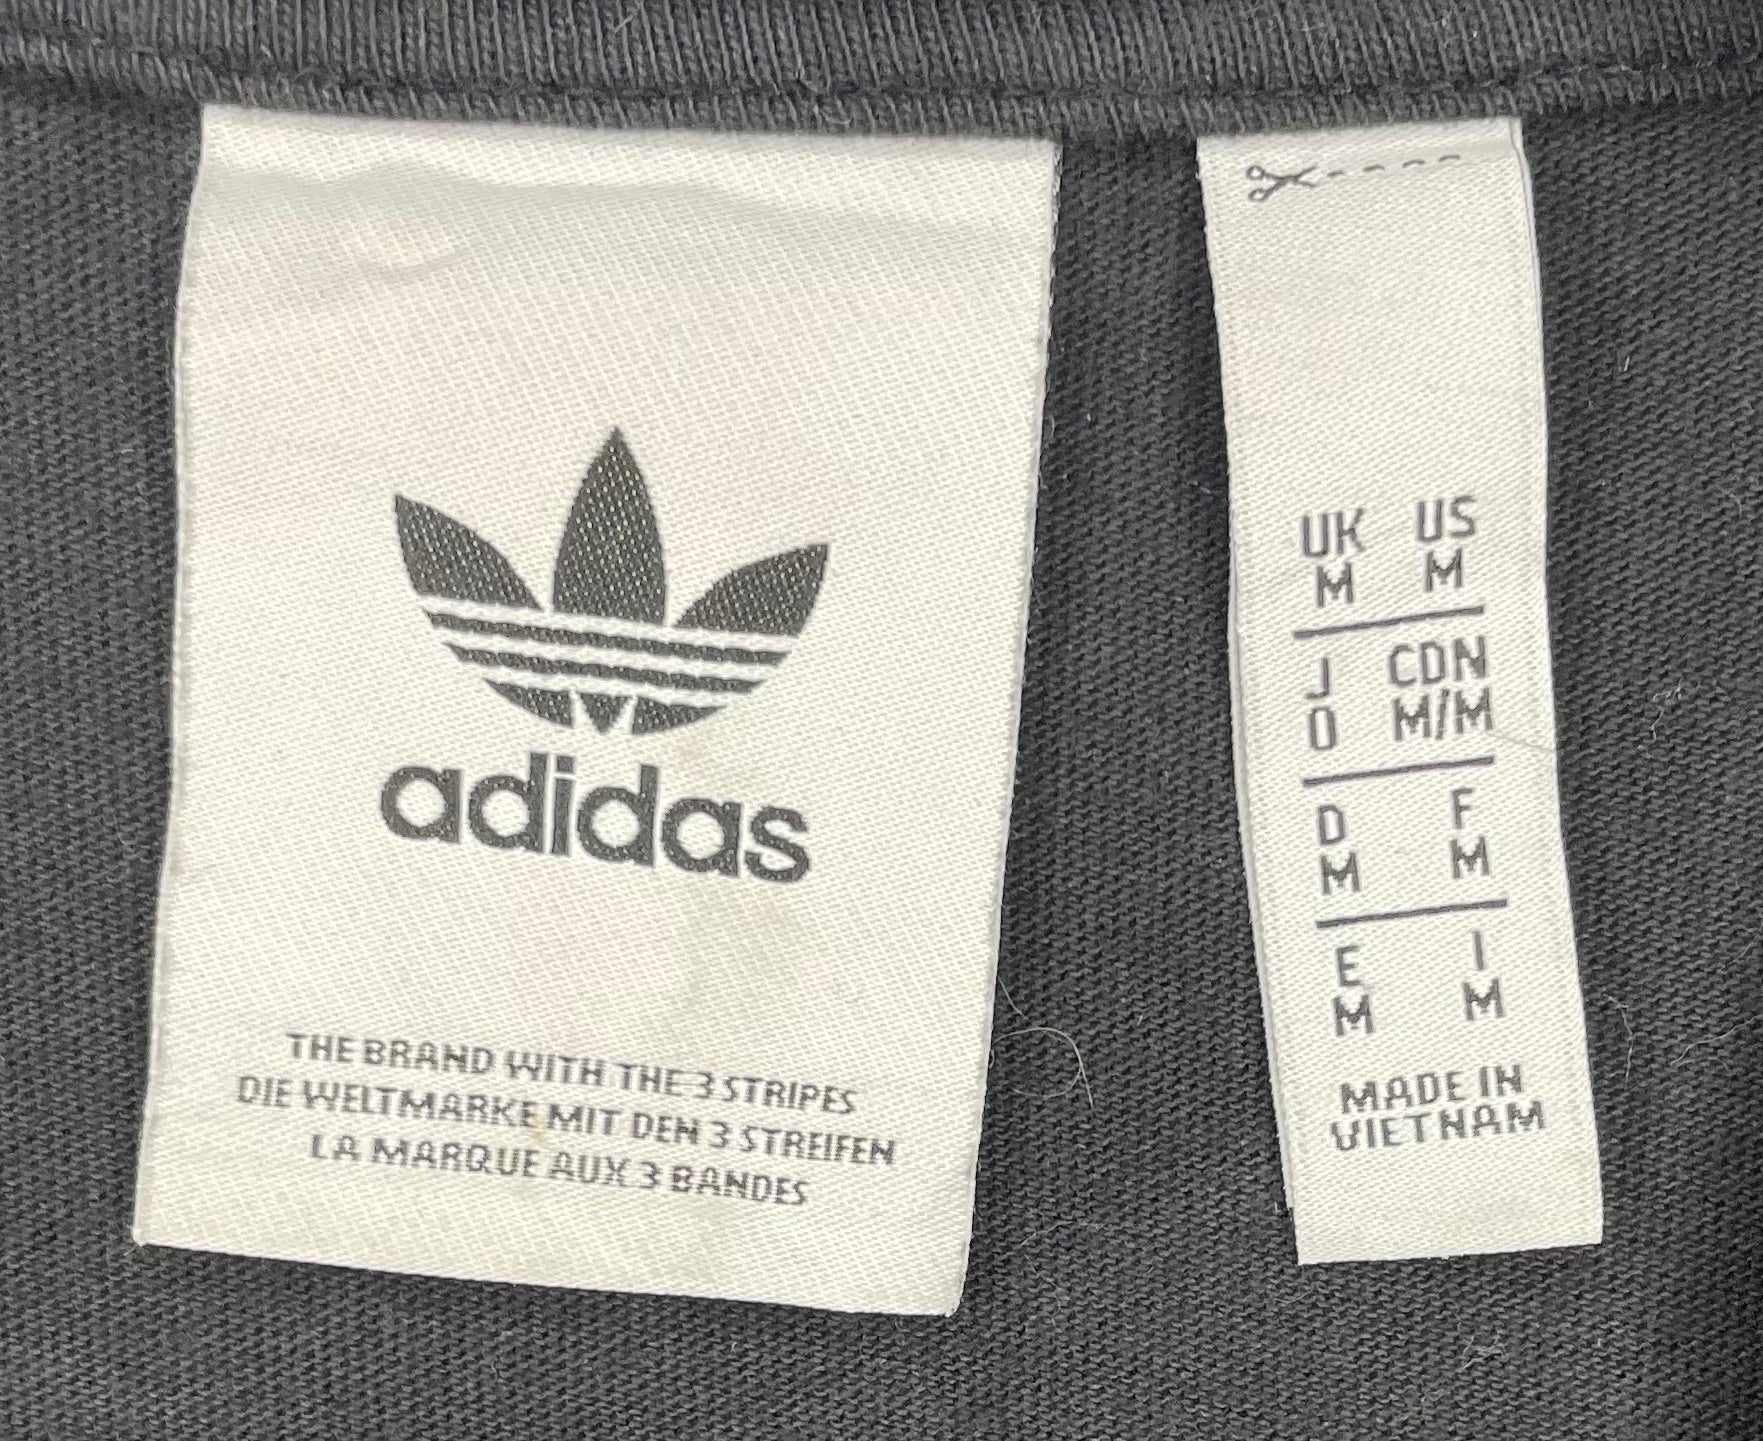 adidas
THE BRAND WITH THE 3 STRIPES
DIE WELTMARKE MIT DEN 3 STREIFEN
LA MARQUE AUX 3 BANDES
UK US
M M
J CDN
O M/M
D F
M M
E I
M M
MADE IN
VIETNAM